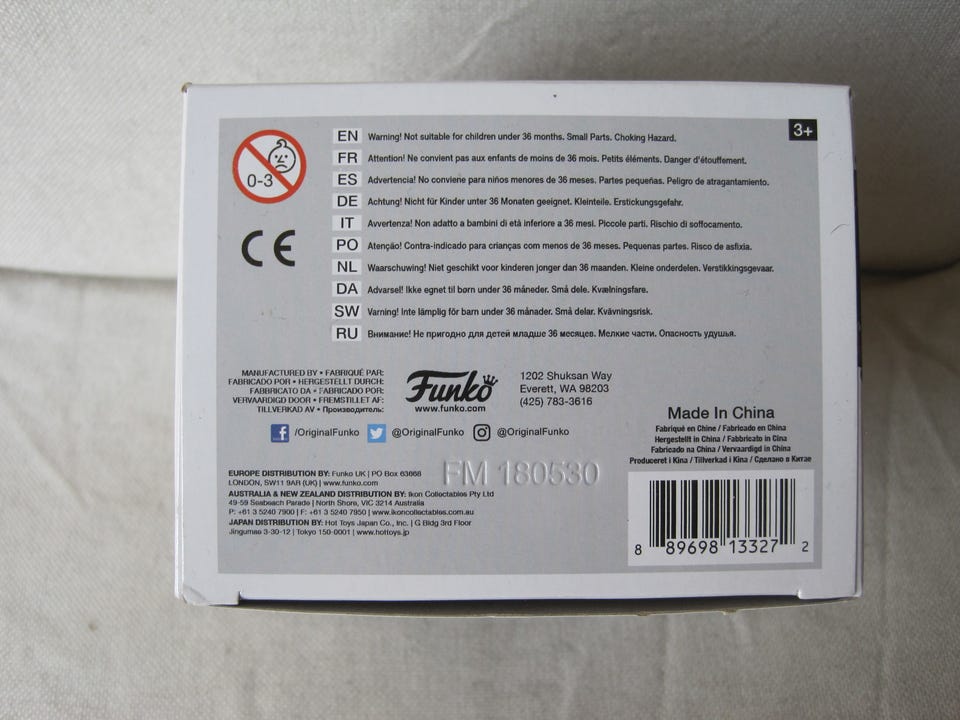 3+
0-3
CE
EN Warning! Not suitable for children under 36 months. Small Parts. Choking Hazard.
FR Attention! Ne convient pas aux enfants de moins de 36 mois. Petits éléments. Danger d'étouffement.
ES Advertencia! No conviene para niños menores de 36 meses. Partes pequeñas. Peligro de atragantamiento.
DE Achtung! Nicht für Kinder unter 36 Monaten geeignet. Kleinteile. Erstickungsgefahr.
IT Avvertenza! Non adatto a bambini di età inferiore a 36 mesi. Piccole parti. Rischio di soffocamento.
PO Atenção! Contra-indicado para crianças com menos de 36 meses. Pequenas partes. Risco de asfixia.
NL Waarschuwing! Niet geschikt voor kinderen jonger dan 36 maanden. Kleine onderdelen. Verstikkingsgevaar.
DA Advarsel! Ikke egnet til børn under 36 måneder. Små dele. Kvælningsfare.
SW Varning! Inte lämplig för barn under 36 månader. Små delar. Kvävningsrisk.
RU Внимание! Не пригодно для детей младше 36 месяцев. Мелкие части. Опасность удушья.
MANUFACTURED BY • FABRIQUÉ PAR:
FABRICADO POR • HERGESTELLT DURCH:
FABBRICATO DA • FABRICADO POR:
VERVAARDIGD DOOR • FREMSTILLET AF:
TILLVERKAD AV • Производитель:
Funko
www.funko.com
1202 Shuksan Way
Everett, WA 98203
(425) 783-3616
/OriginalFunko @OriginalFunko @OriginalFunko
Made In China
Fabriqué en Chine / Fabricado en China
Hergestellt in China / Fabbricato in Cina
Fabricado na China / Vervaardigd in China
Produceret i Kina / Tillverkad i Kina / Сделано в Китае
EUROPE DISTRIBUTION BY: Funko UK | PO Box 63868
LONDON, SW11 9AR (UK) | www.funko.com
FM 180530
AUSTRALIA & NEW ZEALAND DISTRIBUTION BY: Ikon Collectables Pty Ltd
49-59 Seabeach Parade | North Shore, VIC 3214 Australia
P: +61 3 5240 7900 | F: +61 3 5240 7950 | www.ikoncollectables.com
JAPAN DISTRIBUTION BY: Hot Toys Japan Co., Inc. | G Bldg 3rd Floor
Jingumae 3-30-12 | Tokyo 150-0001 | www.hottoys.jp
8 89698 13327 2